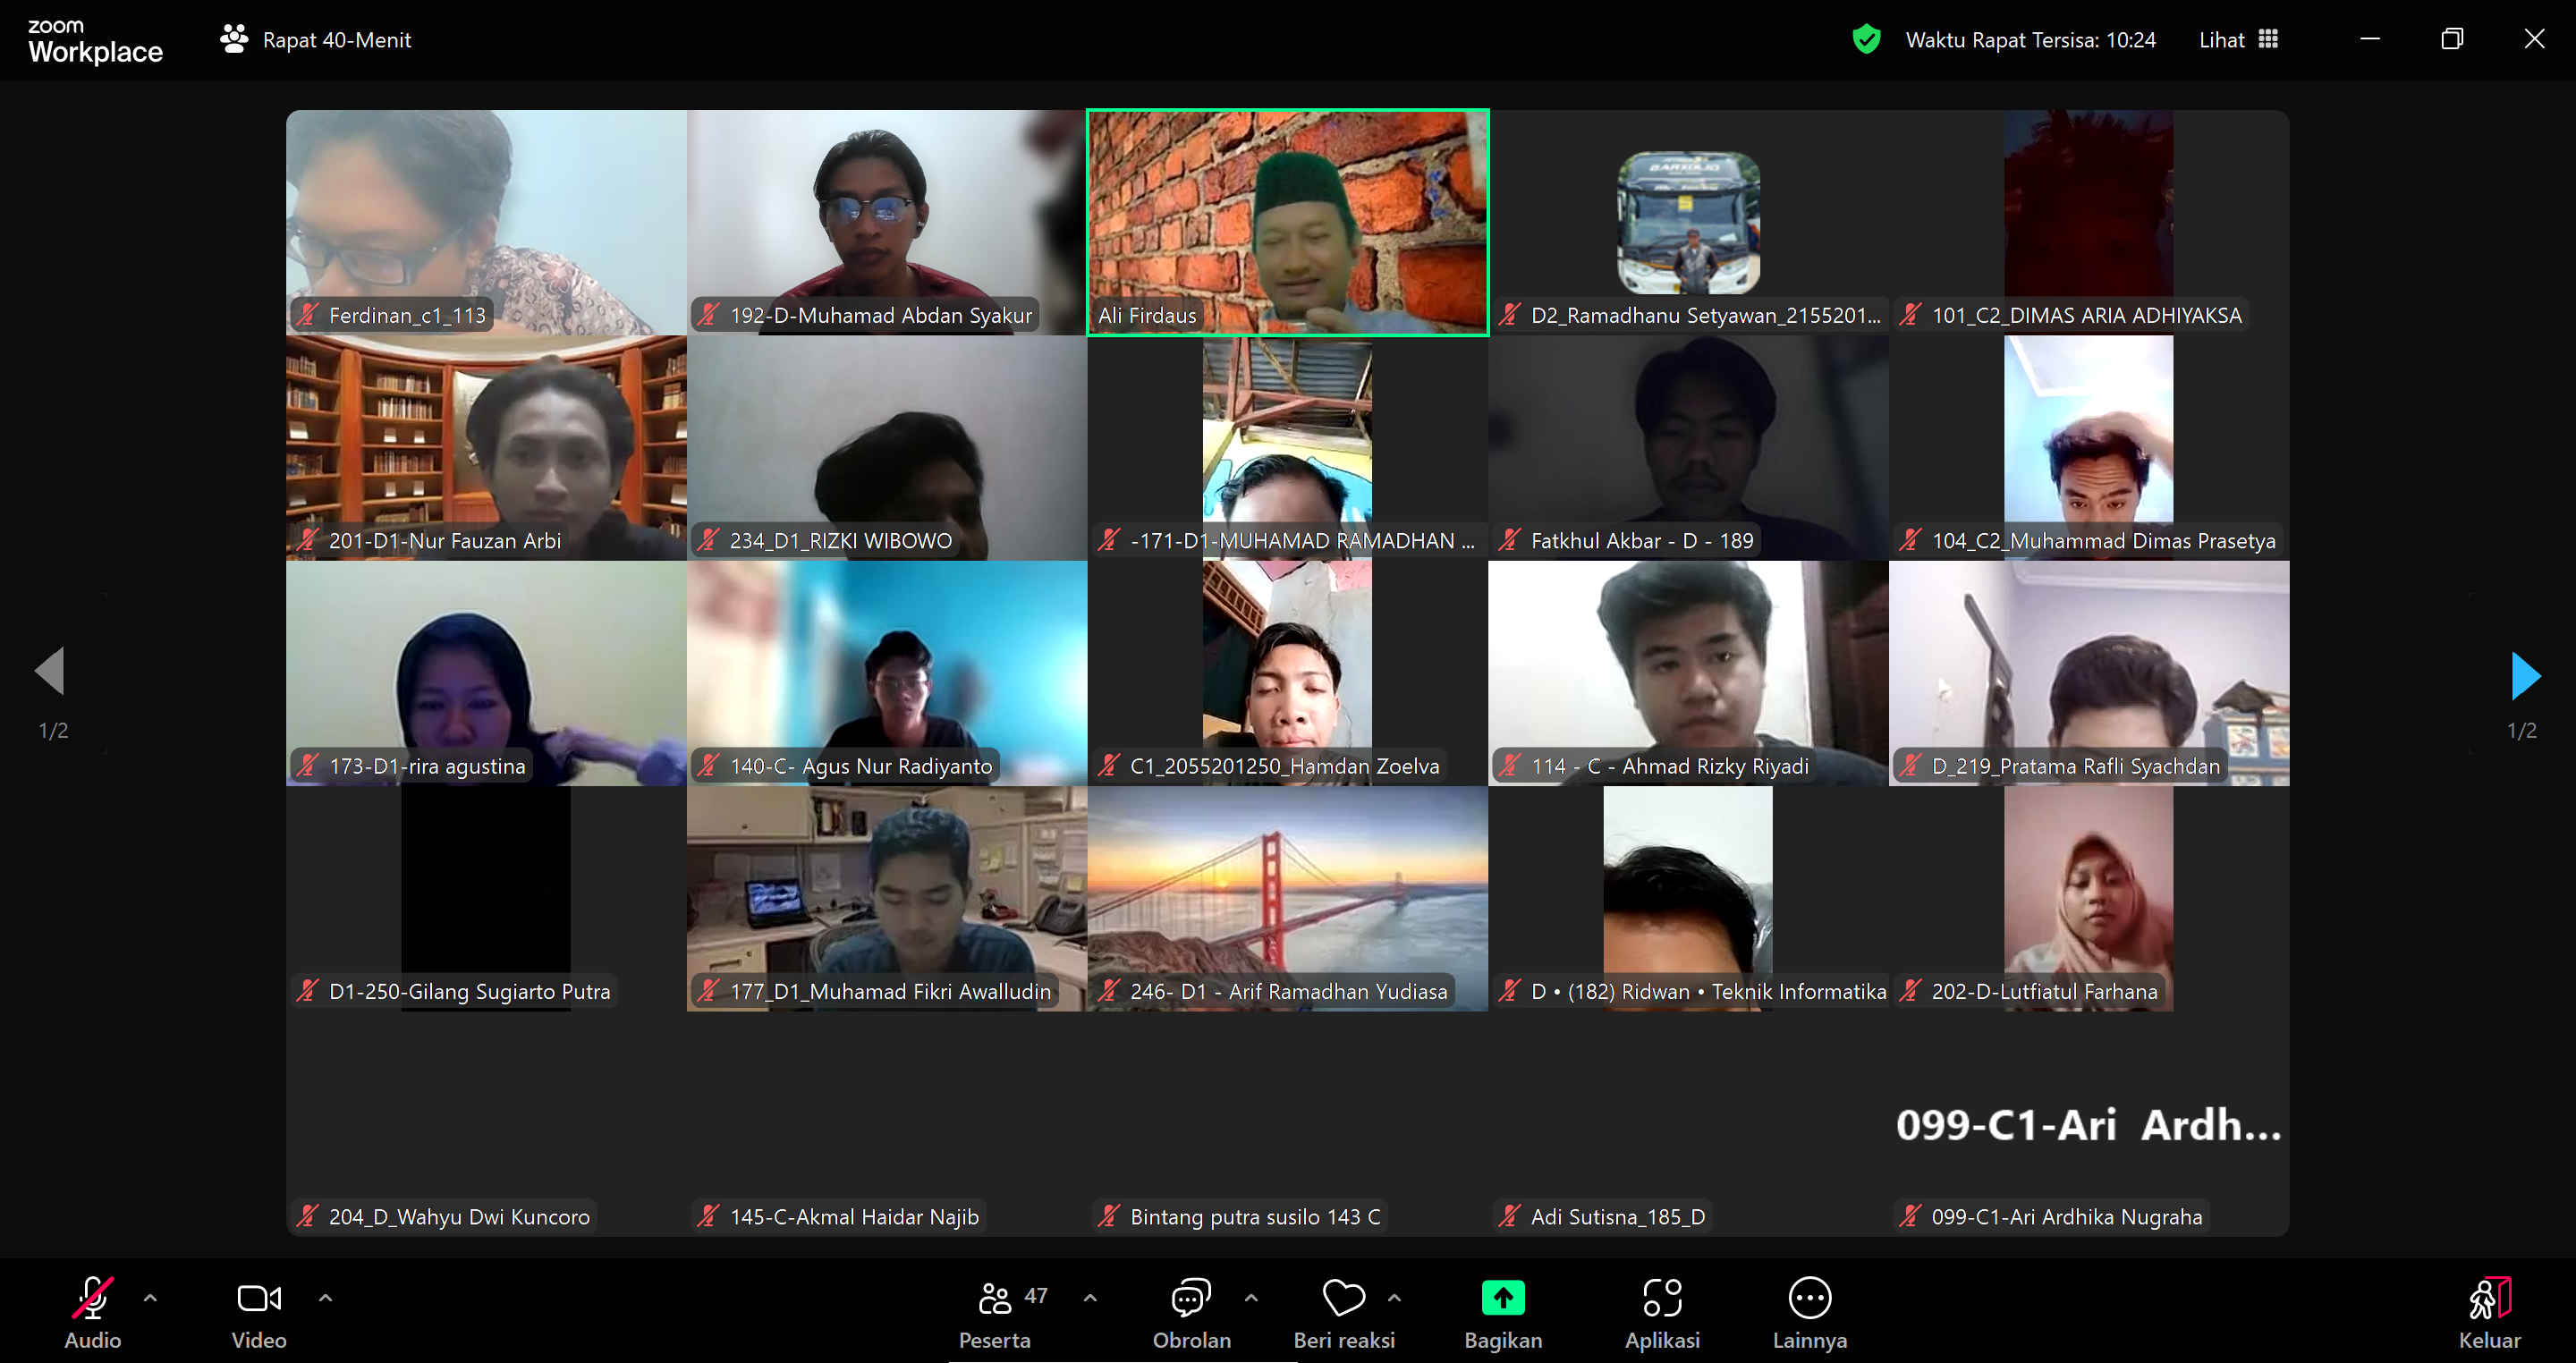 zoom
Workplace
Rapat 40-Menit
Waktu Rapat Tersisa: 10:24
Lihat
Ferdinan_c1_113
192-D-Muhamad Abdan Syakur
Ali Firdaus
D2_Ramadhanu Setyawan_2155201...
101_C2_DIMAS ARIA ADHIYAKSA
201-D1-Nur Fauzan Arbi
234_D1_RIZKI WIBOWO
-171-D1-MUHAMAD RAMADHAN ...
Fatkhul Akbar - D - 189
104_C2_Muhammad Dimas Prasetya
173-D1-rira agustina
140-C- Agus Nur Radiyanto
C1_2055201250_Hamdan Zoelva
114 - C - Ahmad Rizky Riyadi
D_219_Pratama Rafli Syachdan
1/2
1/2
D1-250-Gilang Sugiarto Putra
177_D1_Muhamad Fikri Awalludin
246- D1 - Arif Ramadhan Yudiasa
D • (182) Ridwan • Teknik Informatika
202-D-Lutfiatul Farhana
099-C1-Ari Ardh...
204_D_Wahyu Dwi Kuncoro
145-C-Akmal Haidar Najib
Bintang putra susilo 143 C
Adi Sutisna_185_D
099-C1-Ari Ardhika Nugraha
Audio
Video
47
Peserta
Obrolan
Beri reaksi
Bagikan
Aplikasi
Lainnya
Keluar